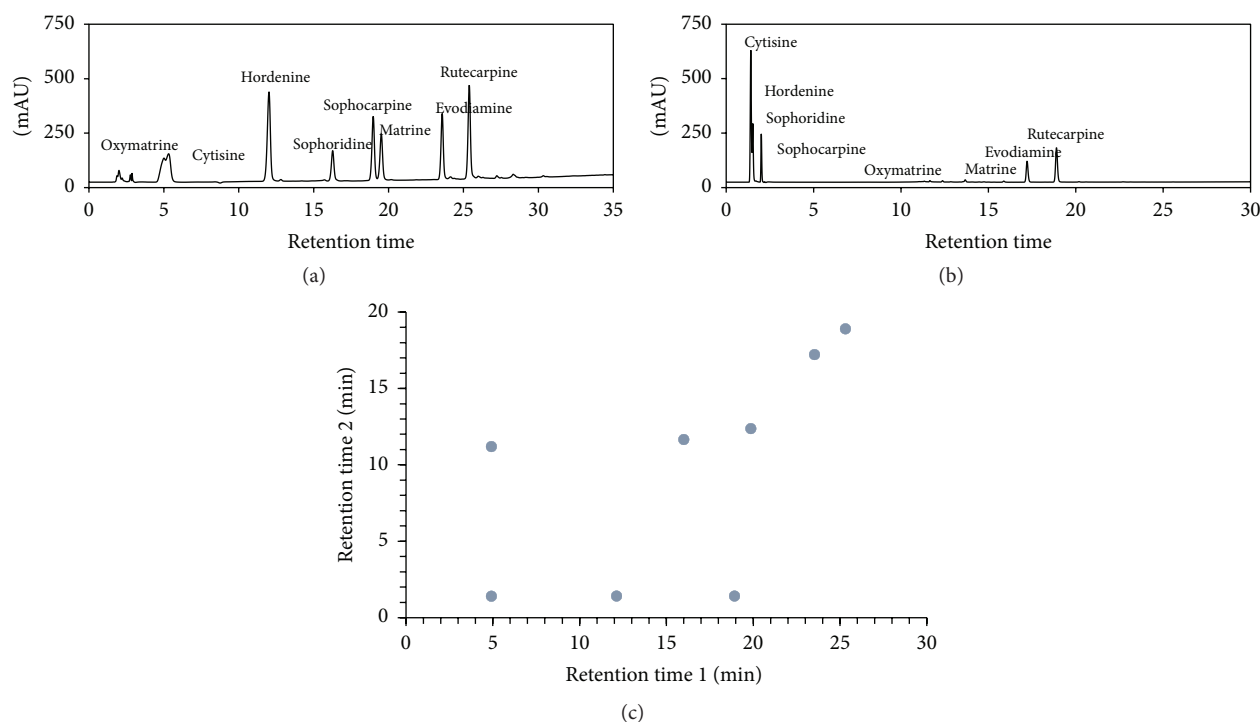 750
500
250
0
(mAU)
Oxymatrine
Cytisine
Hordenine
Sophoridine
Sophocarpine
Matrine
Evodiamine
Rutecarpine
0 5 10 15 20 25 30 35
Retention time
(a)
750
500
250
0
(mAU)
Cytisine
Hordenine
Sophoridine
Sophocarpine
Oxymatrine
Matrine
Evodiamine
Rutecarpine
0 5 10 15 20 25 30
Retention time
(b)
20
15
10
5
0
Retention time 2 (min)
0 5 10 15 20 25 30
Retention time 1 (min)
(c)